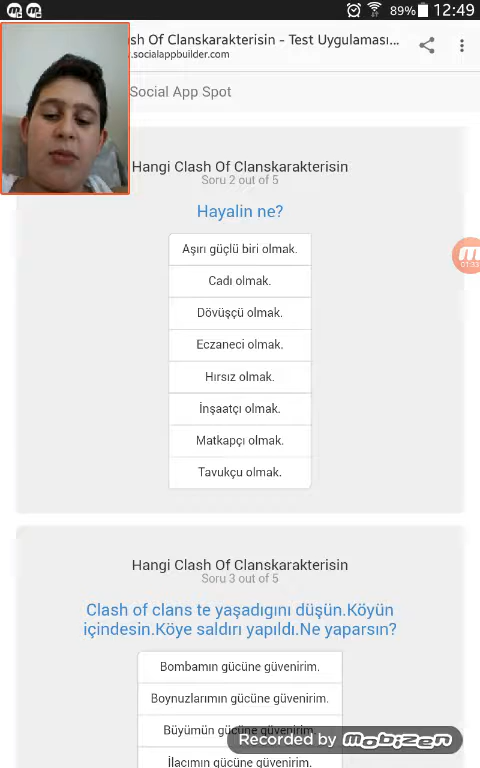 89% 12:49
sh Of Clanskarakterisin - Test Uygulaması...
.socialappbuilder.com
Social App Spot
Hangi Clash Of Clanskarakterisin
Soru 2 out of 5
Hayalin ne?
Aşırı güçlü biri olmak.
Cadı olmak.
Dövüşçü olmak.
Eczaneci olmak.
Hırsız olmak.
İnşaatçı olmak.
Matkapçı olmak.
Tavukçu olmak.
Hangi Clash Of Clanskarakterisin
Soru 3 out of 5
Clash of clans te yaşadıgını düşün.Köyün
içindesin.Köye saldırı yapıldı.Ne yaparsın?
Bombamın gücüne güvenirim.
Boynuzlarımın gücüne güvenirim.
Büyümün gücüne güvenirim.
Recorded by mobizen
İlacımın gücüne güvenirim.